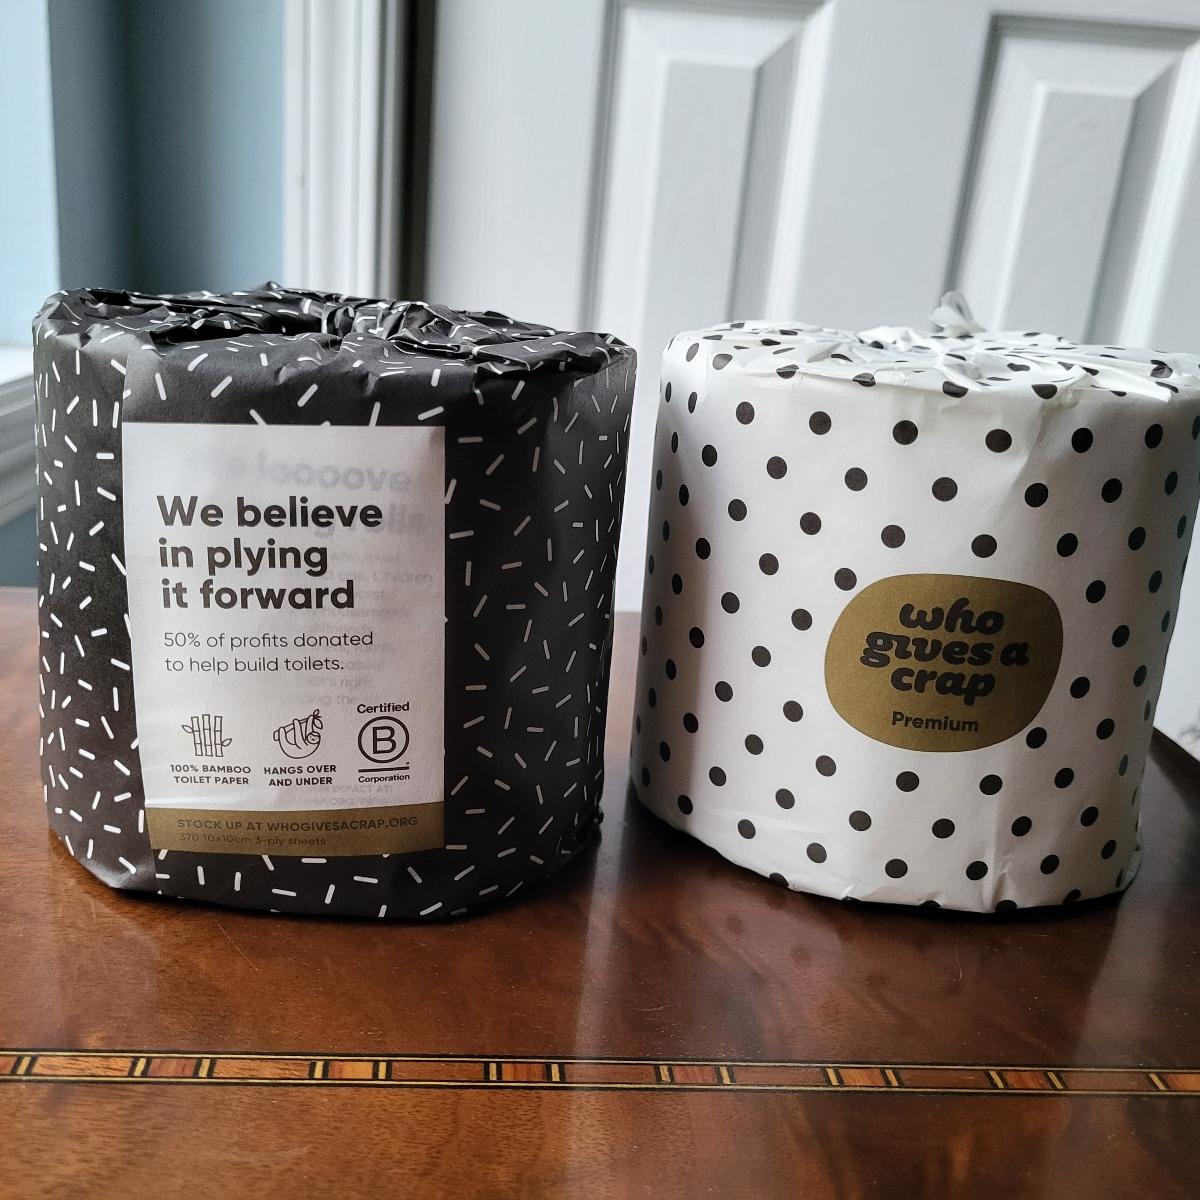 We believe
in plying
it forward
50% of profits donated
to help build toilets.
100% BAMBOO
TOILET PAPER
HANGS OVER
AND UNDER
Certified
B
Corporation
STOCK UP AT WHOGIVESACRAP.ORG
370 10x10cm 3-ply sheets
who
gives a
crap
Premium